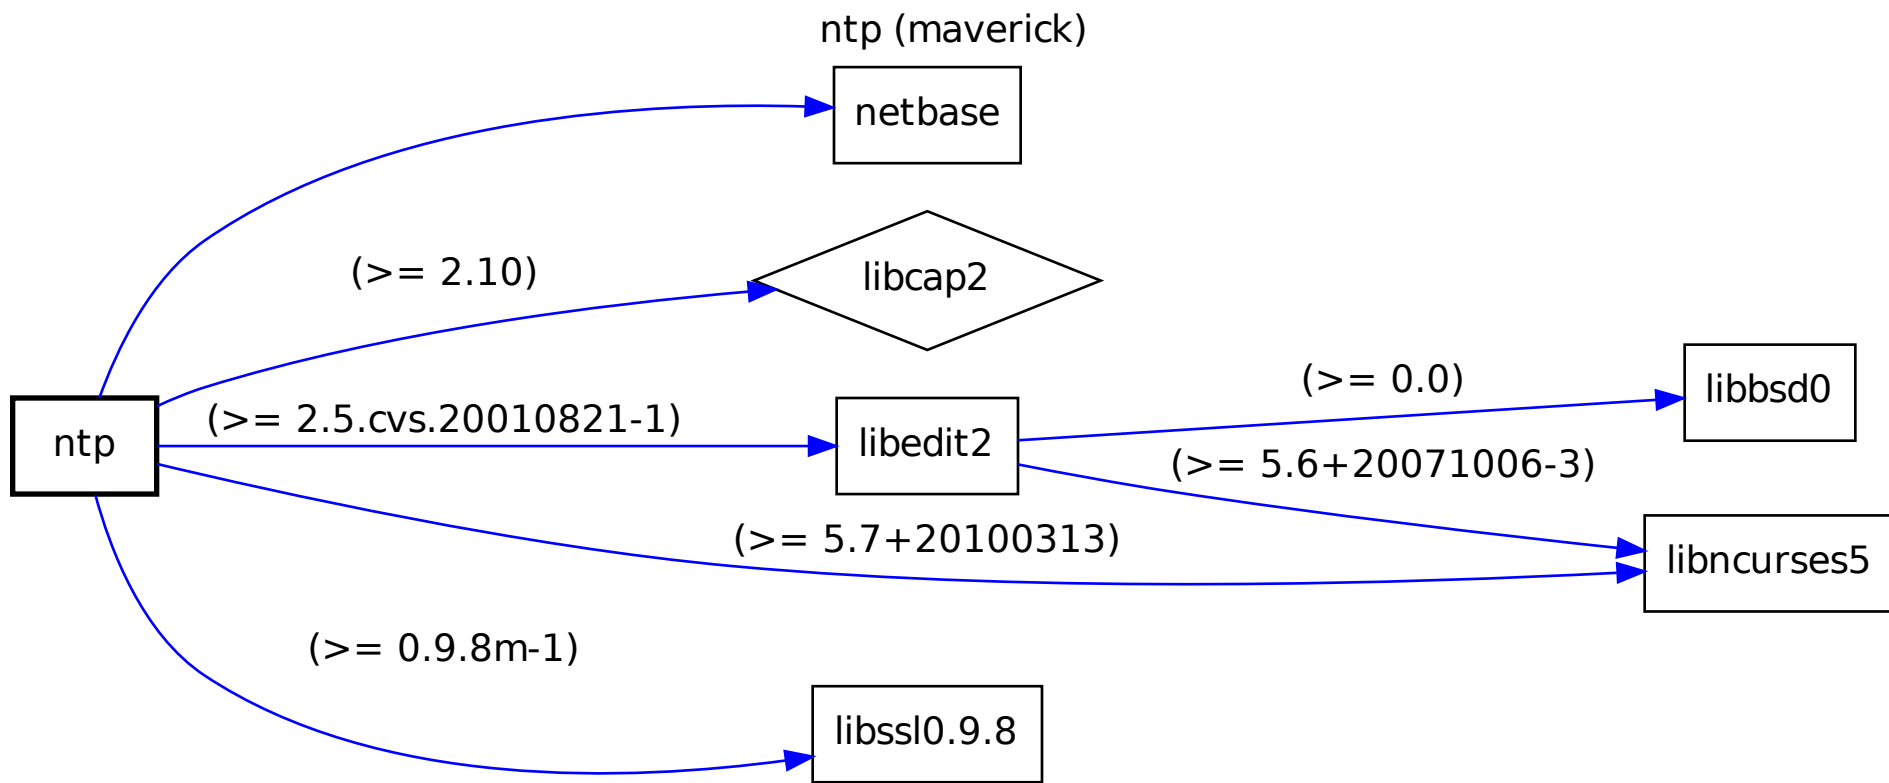 ntp (maverick)
netbase
(>= 2.10)
libcap2
(>= 0.0)
libbsd0
ntp
(>= 2.5.cvs.20010821-1)
libedit2
(>= 5.6+20071006-3)
(>= 5.7+20100313)
libncurses5
(>= 0.9.8m-1)
libssl0.9.8